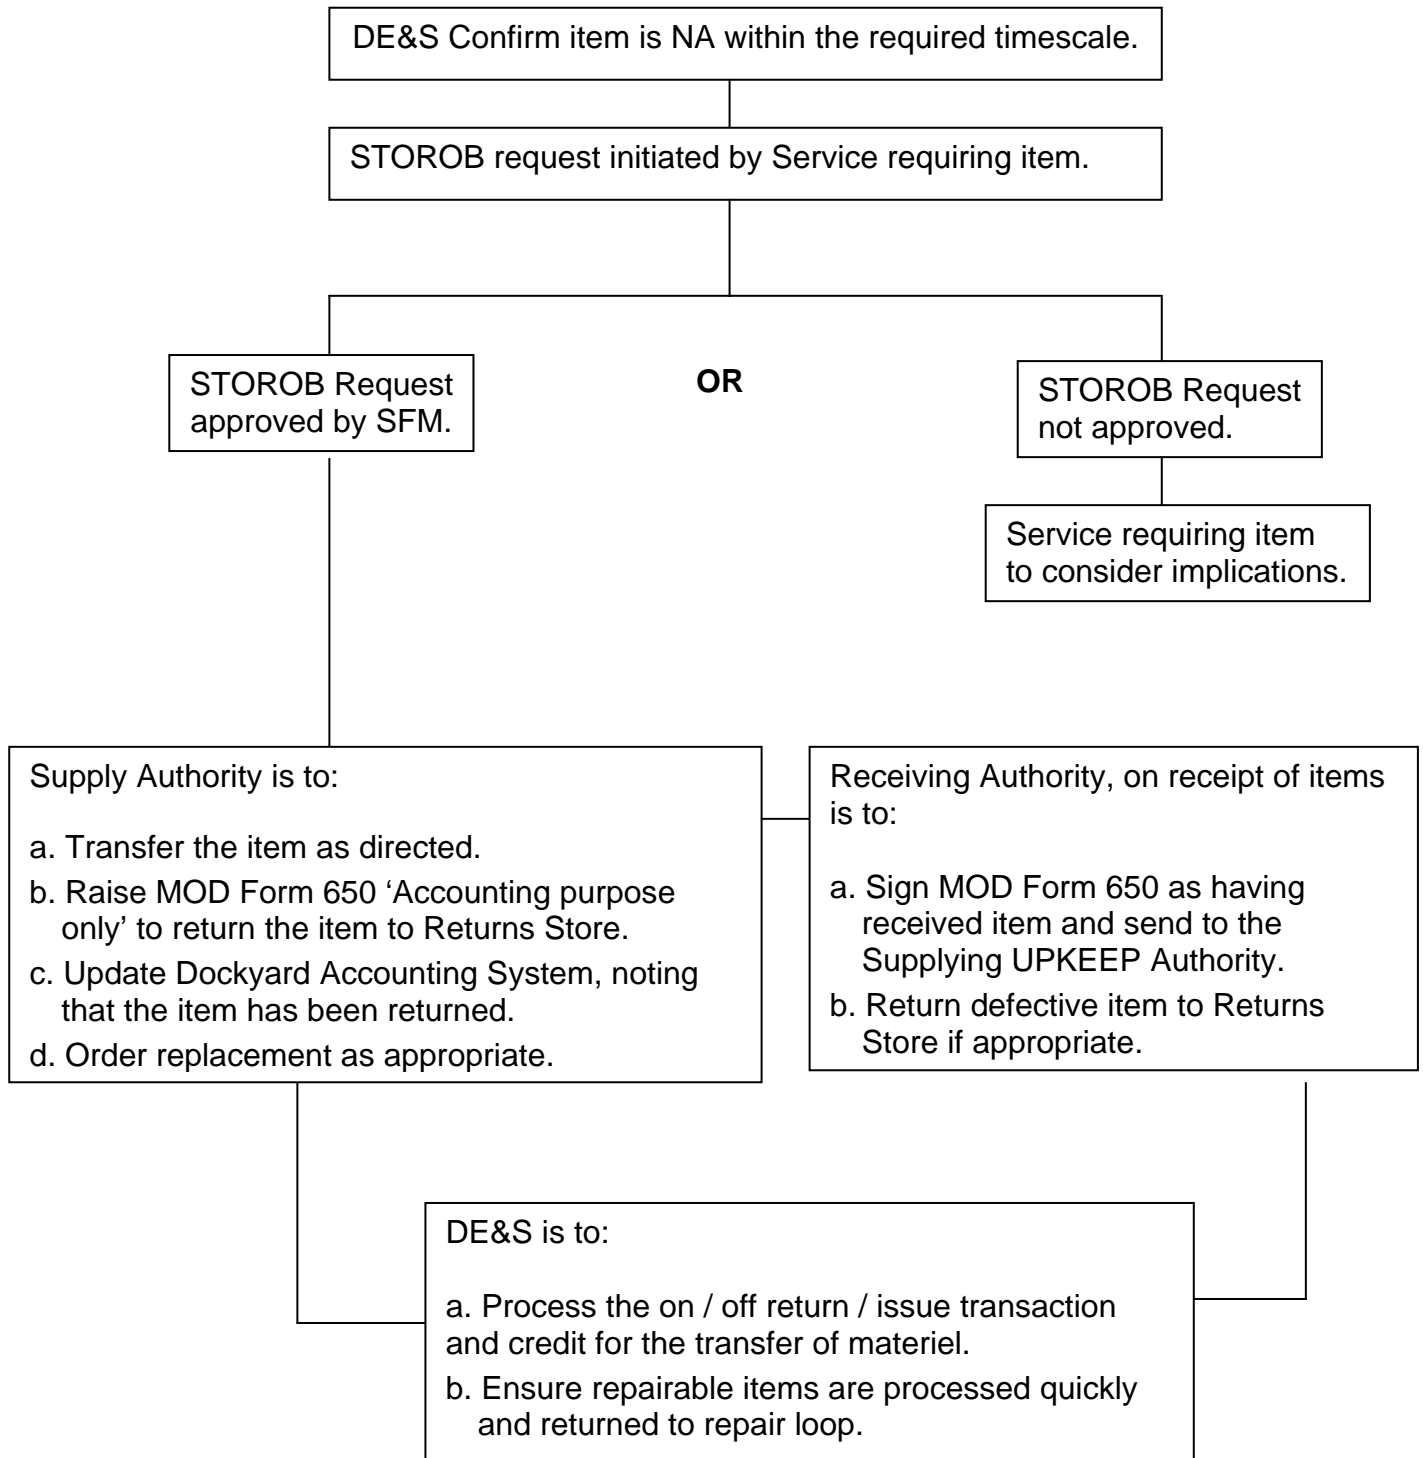 DE&S Confirm item is NA within the required timescale.
STOROB request initiated by Service requiring item.
STOROB Request
approved by SFM.
OR
STOROB Request
not approved.
Service requiring item
to consider implications.
Supply Authority is to:
a. Transfer the item as directed.
b. Raise MOD Form 650 ‘Accounting purpose
only’ to return the item to Returns Store.
c. Update Dockyard Accounting System, noting
that the item has been returned.
d. Order replacement as appropriate.
Receiving Authority, on receipt of items
is to:
a. Sign MOD Form 650 as having
received item and send to the
Supplying UPKEEP Authority.
b. Return defective item to Returns
Store if appropriate.
DE&S is to:
a. Process the on / off return / issue transaction
and credit for the transfer of materiel.
b. Ensure repairable items are processed quickly
and returned to repair loop.